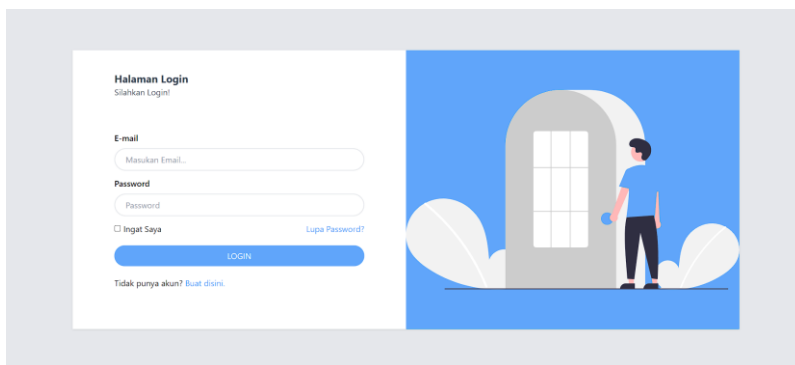 Halaman Login
Silahkan Login!
E-mail
Masukan Email...
Password
Password
Ingat Saya Lupa Password?
LOGIN
Tidak punya akun? Buat disini.